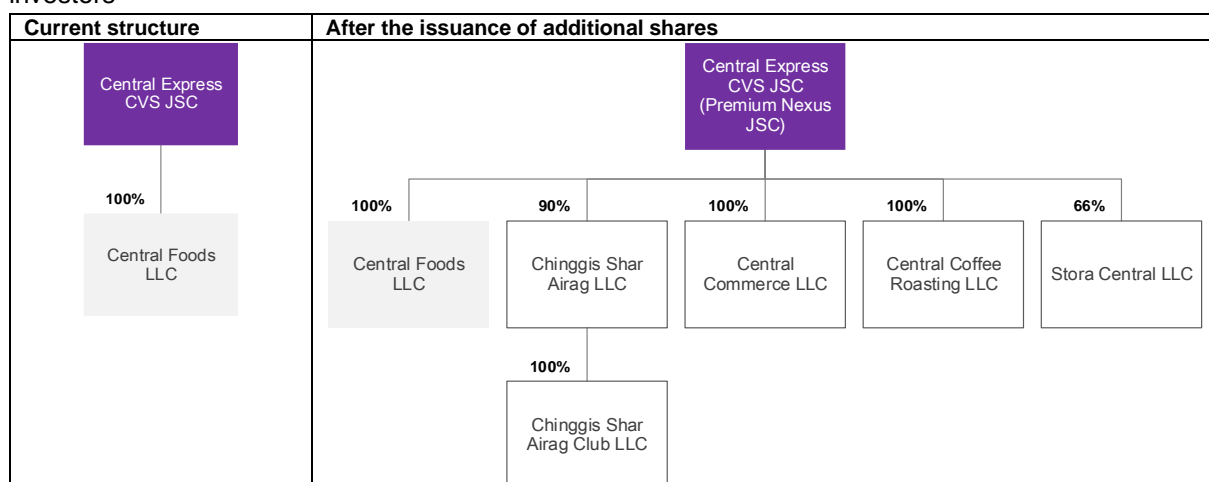 investors
Current structure
After the issuance of additional shares
Central Express
CVS JSC
100%
Central Foods
LLC
Central Express
CVS JSC
(Premium Nexus
JSC)
100%
90%
100%
100%
66%
Central Foods
LLC
Chinggis Shar
Airag LLC
Central
Commerce LLC
Central Coffee
Roasting LLC
Stora Central LLC
100%
Chinggis Shar
Airag Club LLC